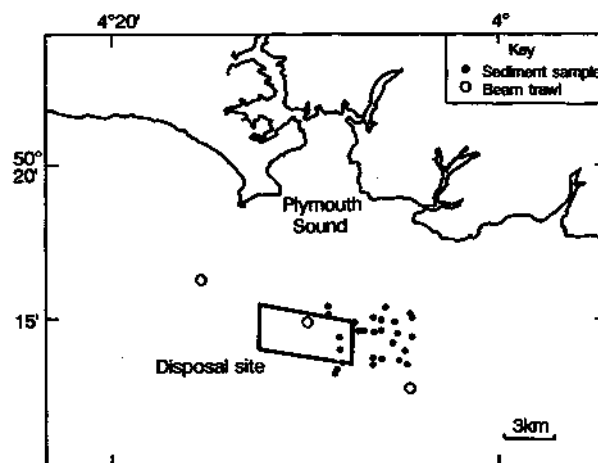 4°20'
4°
Key
Sediment sample
Beam trawl
50°
20'
Plymouth
Sound
15'
Disposal site
3km